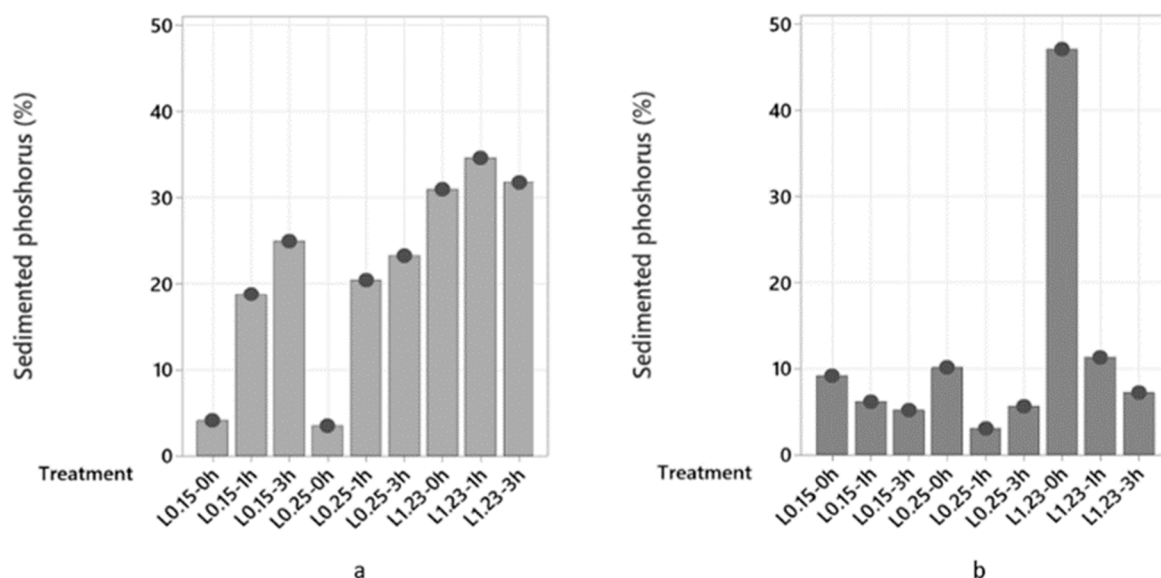 Sedimented phoshorus (%)
50
40
30
20
10
0
Treatment
L0.15-0h
L0.15-1h
L0.15-3h
L0.25-0h
L0.25-1h
L0.25-3h
L1.23-0h
L1.23-1h
L1.23-3h
a
Sedimented phoshorus (%)
50
40
30
20
10
0
Treatment
L0.15-0h
L0.15-1h
L0.15-3h
L0.25-0h
L0.25-1h
L0.25-3h
L1.23-0h
L1.23-1h
L1.23-3h
b